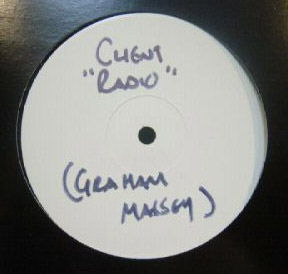 CLIENT
"RADIO"
(GRAHAM
MASSEY)